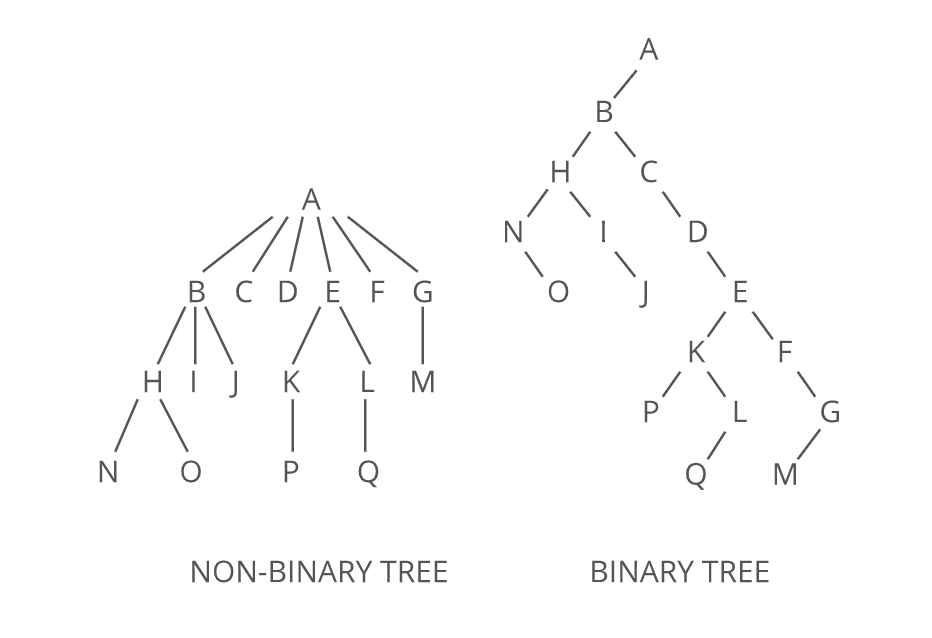 A
B
H C
A
N I D
B C D E F G
O J E
K F
H I J K L M
P L G
N O P Q
Q M
NON-BINARY TREE BINARY TREE